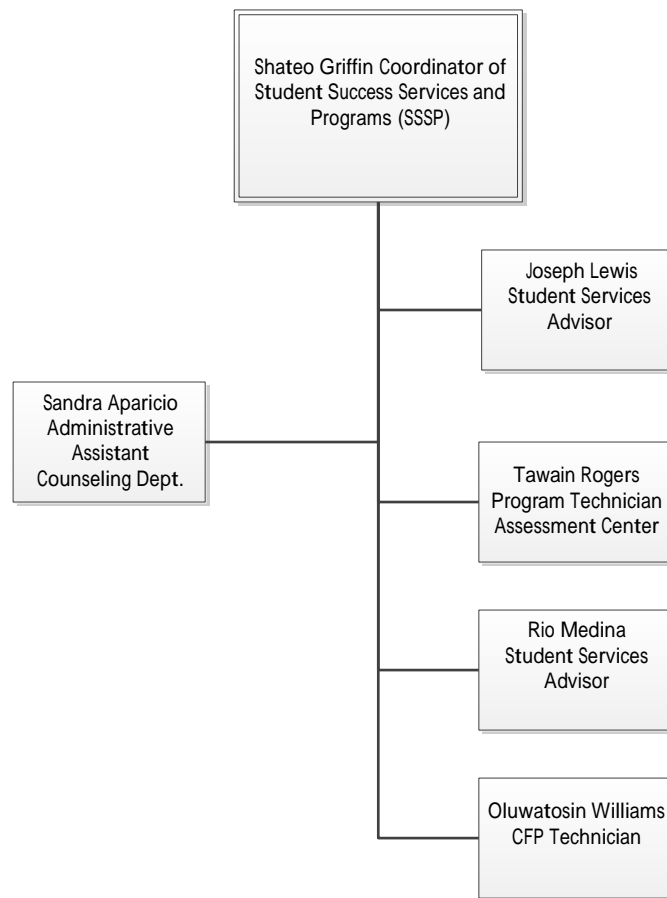 Shateo Griffin Coordinator of
Student Success Services and
Programs (SSSP)
Joseph Lewis
Student Services
Advisor
Sandra Aparicio
Administrative
Assistant
Counseling Dept.
Tawain Rogers
Program Technician
Assessment Center
Rio Medina
Student Services
Advisor
Oluwatosin Williams
CFP Technician